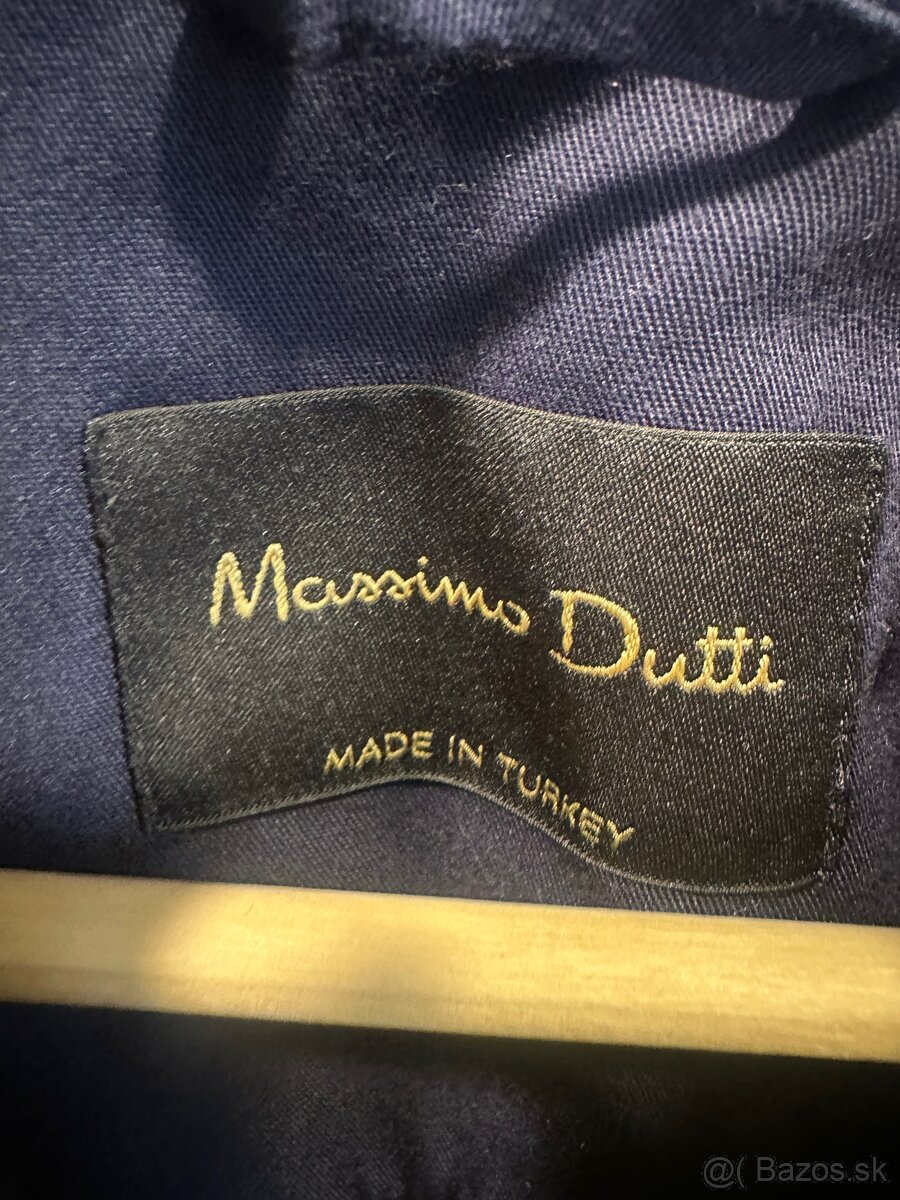 Massimo Dutti
MADE IN TURKEY
@( Bazos.sk